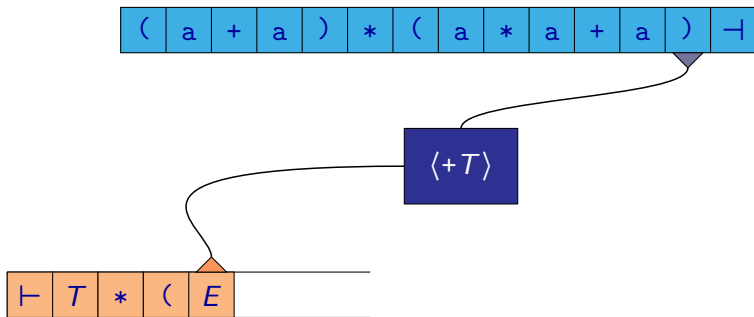 ( a + a ) * ( a * a + a ) ⊣
⟨+T⟩
⊢ T * ( E